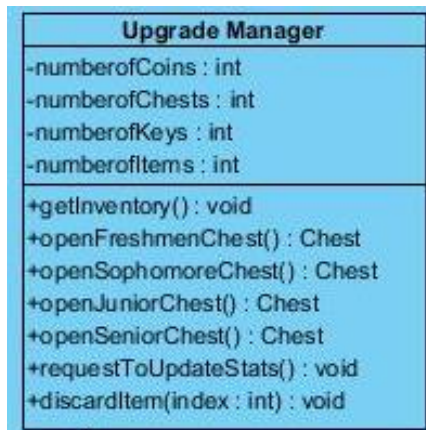 Upgrade Manager
-numberofCoins : int
-numberofChests : int
-numberofKeys : int
-numberofItems : int
+getInventory() : void
+openFreshmenChest() : Chest
+openSophomoreChest() : Chest
+openJuniorChest() : Chest
+openSeniorChest() : Chest
+requestToUpdateStats() : void
+discardItem(index : int) : void